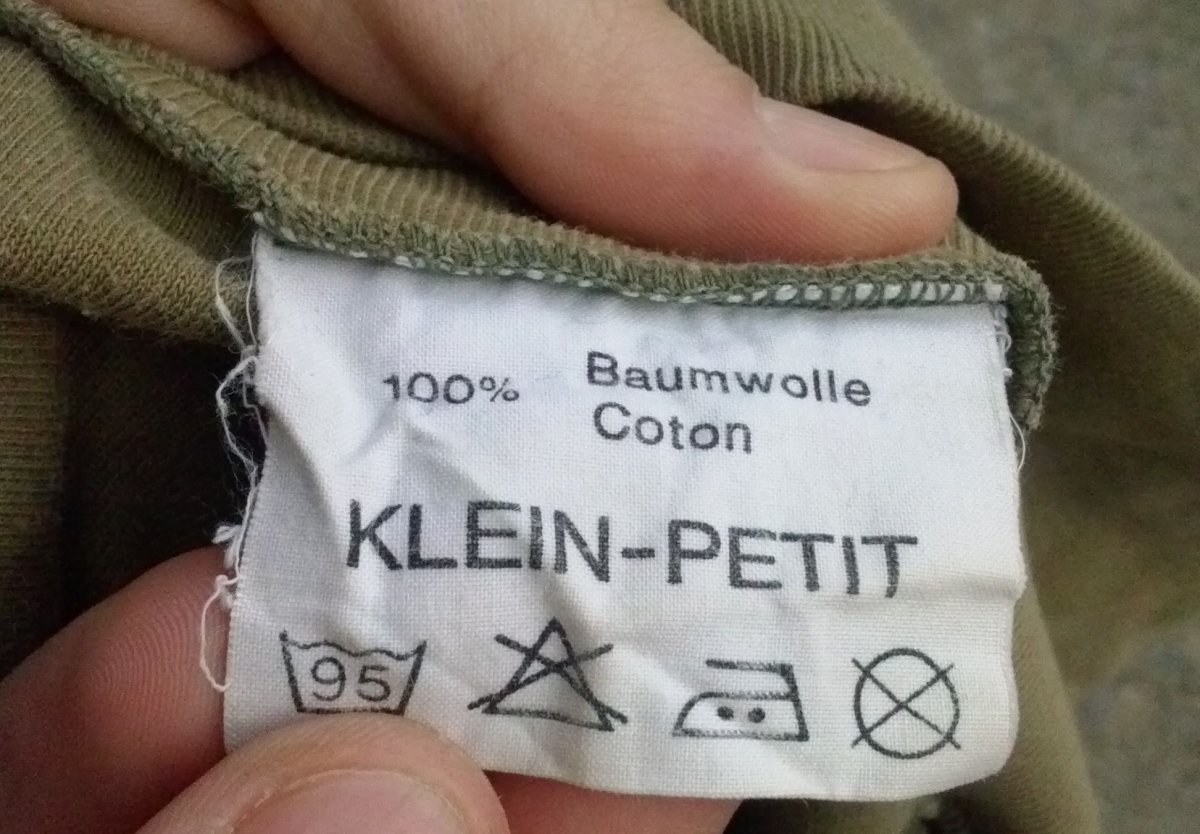 100% Baumwolle
Coton
KLEIN-PETIT
95